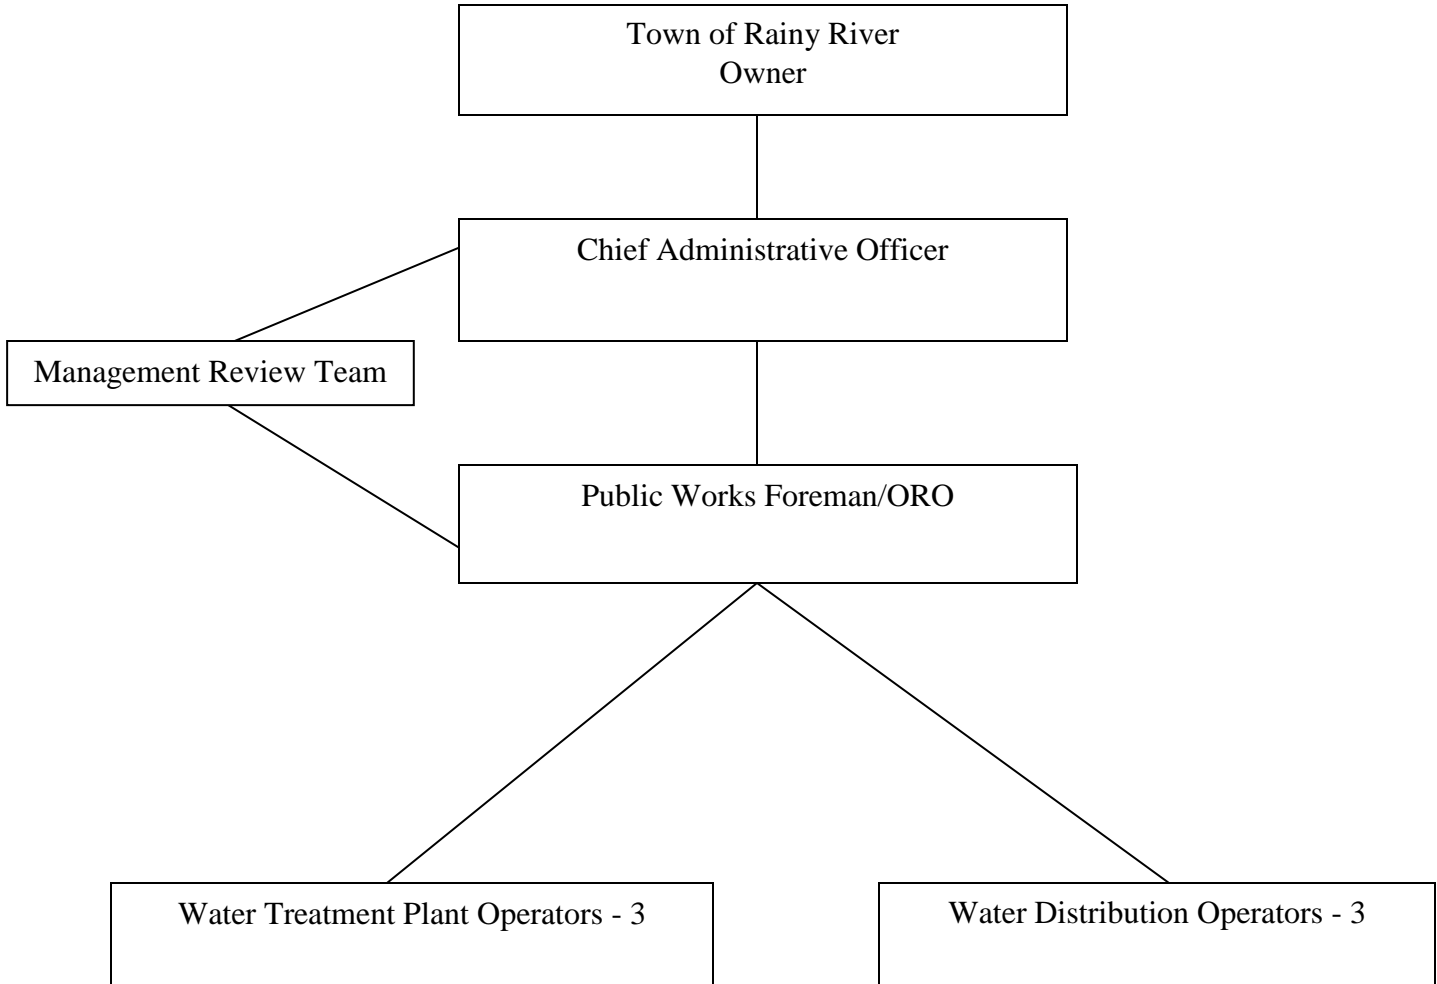 Town of Rainy River
Owner
Chief Administrative Officer
Management Review Team
Public Works Foreman/ORO
Water Treatment Plant Operators - 3
Water Distribution Operators - 3